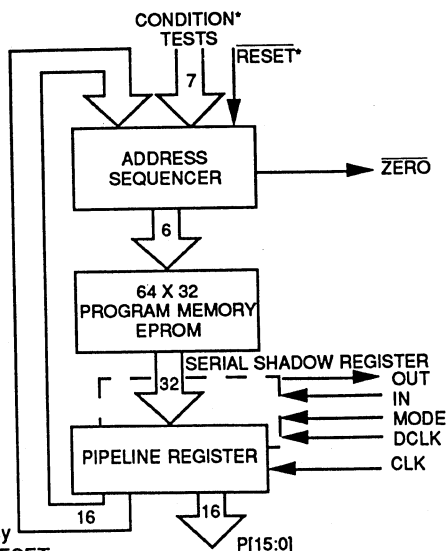 CONDITION*
TESTS
RESET*
7
ADDRESS
SEQUENCER
ZERO
6
64 X 32
PROGRAM MEMORY
EPROM
SERIAL SHADOW REGISTER
32
OUT
IN
MODE
DCLK
PIPELINE REGISTER
CLK
16
16
P[15:0]